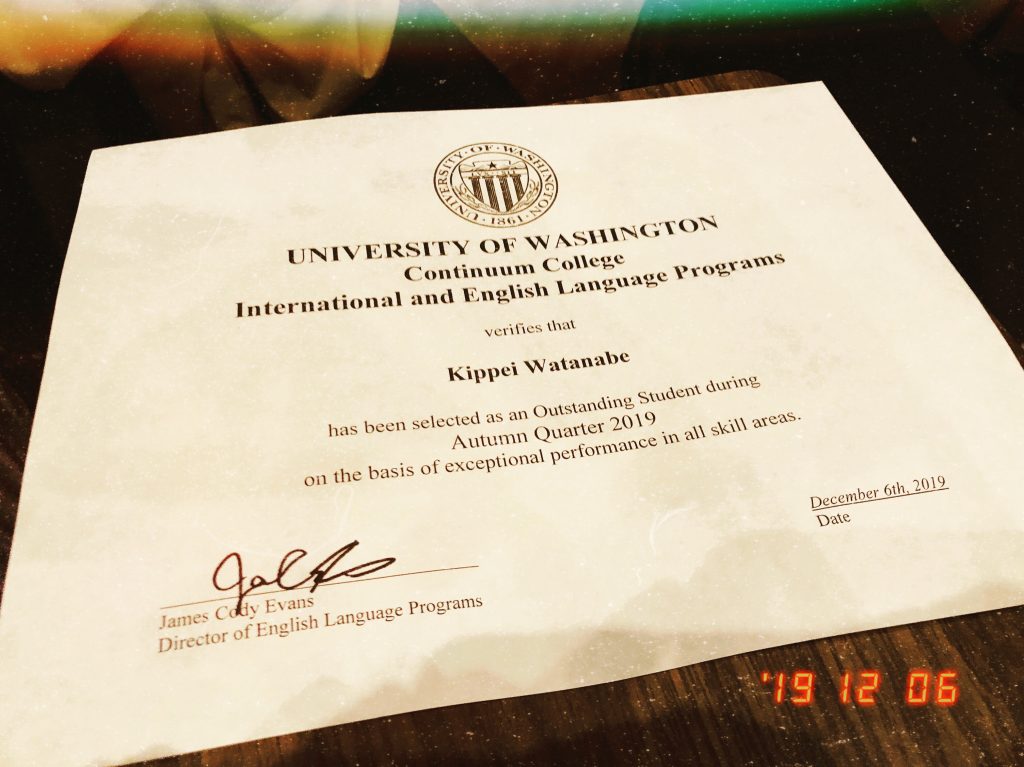 UNIVERSITY · OF · WASHINGTON
· 1861 ·
UNIVERSITY OF WASHINGTON
Continuum College
International and English Language Programs
verifies that
Kippei Watanabe
has been selected as an Outstanding Student during
Autumn Quarter 2019
on the basis of exceptional performance in all skill areas.
December 6th, 2019
Date
James Cody Evans
Director of English Language Programs
'19 12 06